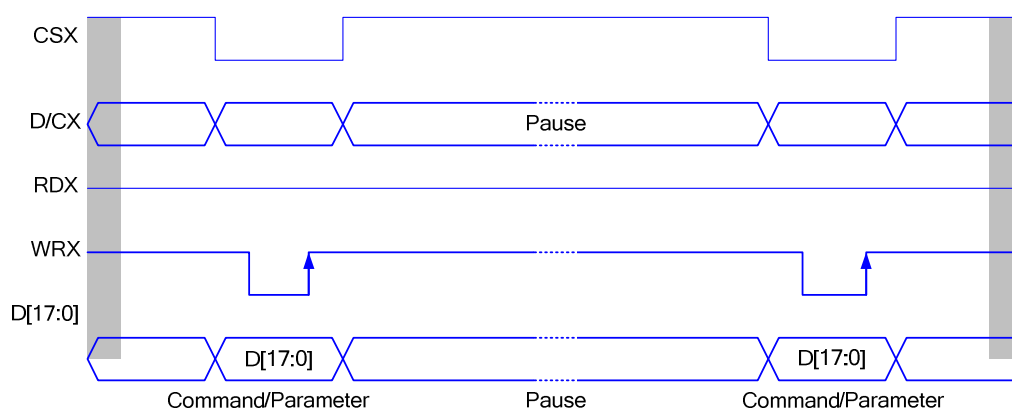 CSX
D/CX
Pause
RDX
WRX
D[17:0]
D[17:0] D[17:0]
Command/Parameter Pause Command/Parameter